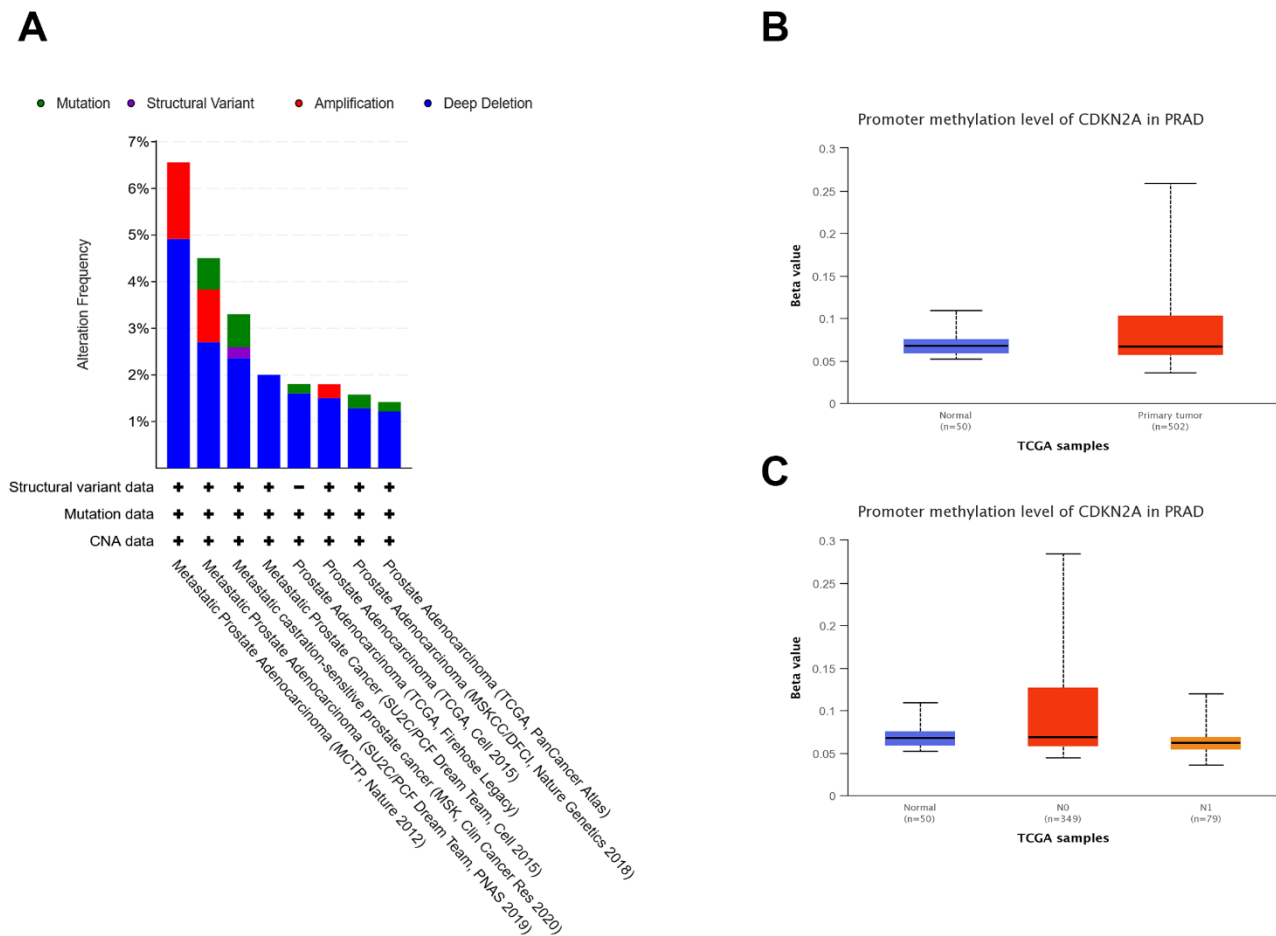 A
Mutation Structural Variant Amplification Deep Deletion
7%
6%
5%
4%
3%
2%
1%
Alteration Frequency
Structural variant data + + + + − + + +
Mutation data + + + + + + + +
CNA data + + + + + + + +
Metastatic Prostate Adenocarcinoma (MCTP, Nature 2012)
Metastatic Prostate Adenocarcinoma (SU2C/PCF Dream Team, PNAS 2019)
Metastatic castration-sensitive prostate cancer (MSK, Clin Cancer Res 2020)
Metastatic Prostate Cancer (SU2C/PCF Dream Team, Cell 2015)
Prostate Adenocarcinoma (TCGA, Firehose Legacy)
Prostate Adenocarcinoma (TCGA, Cell 2015)
Prostate Adenocarcinoma (MSKCC/DFCI, Nature Genetics 2018)
Prostate Adenocarcinoma (TCGA, PanCancer Atlas)
B
Promoter methylation level of CDKN2A in PRAD
0.3
0.25
0.2
0.15
0.1
0.05
0
Beta value
Normal Primary tumor
(n=50) (n=502)
TCGA samples
C
Promoter methylation level of CDKN2A in PRAD
0.3
0.25
0.2
0.15
0.1
0.05
0
Beta value
Normal N0 N1
(n=50) (n=349) (n=79)
TCGA samples